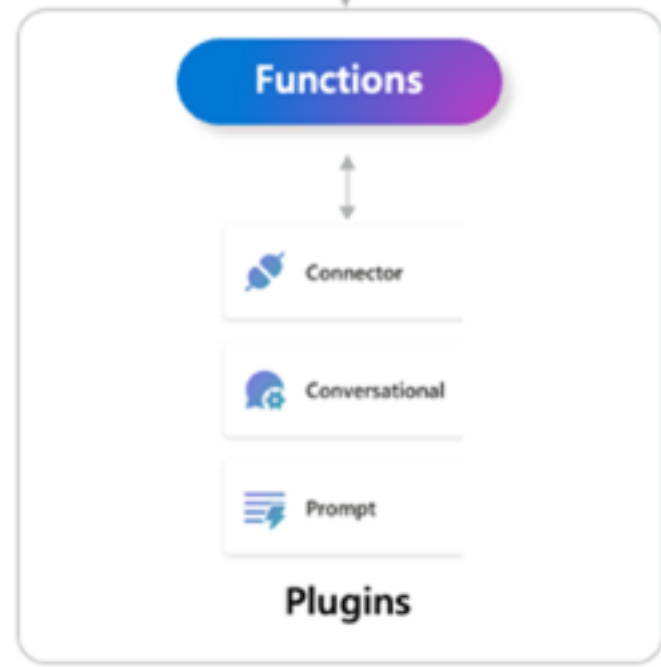 Functions
Connector
Conversational
Prompt
Plugins